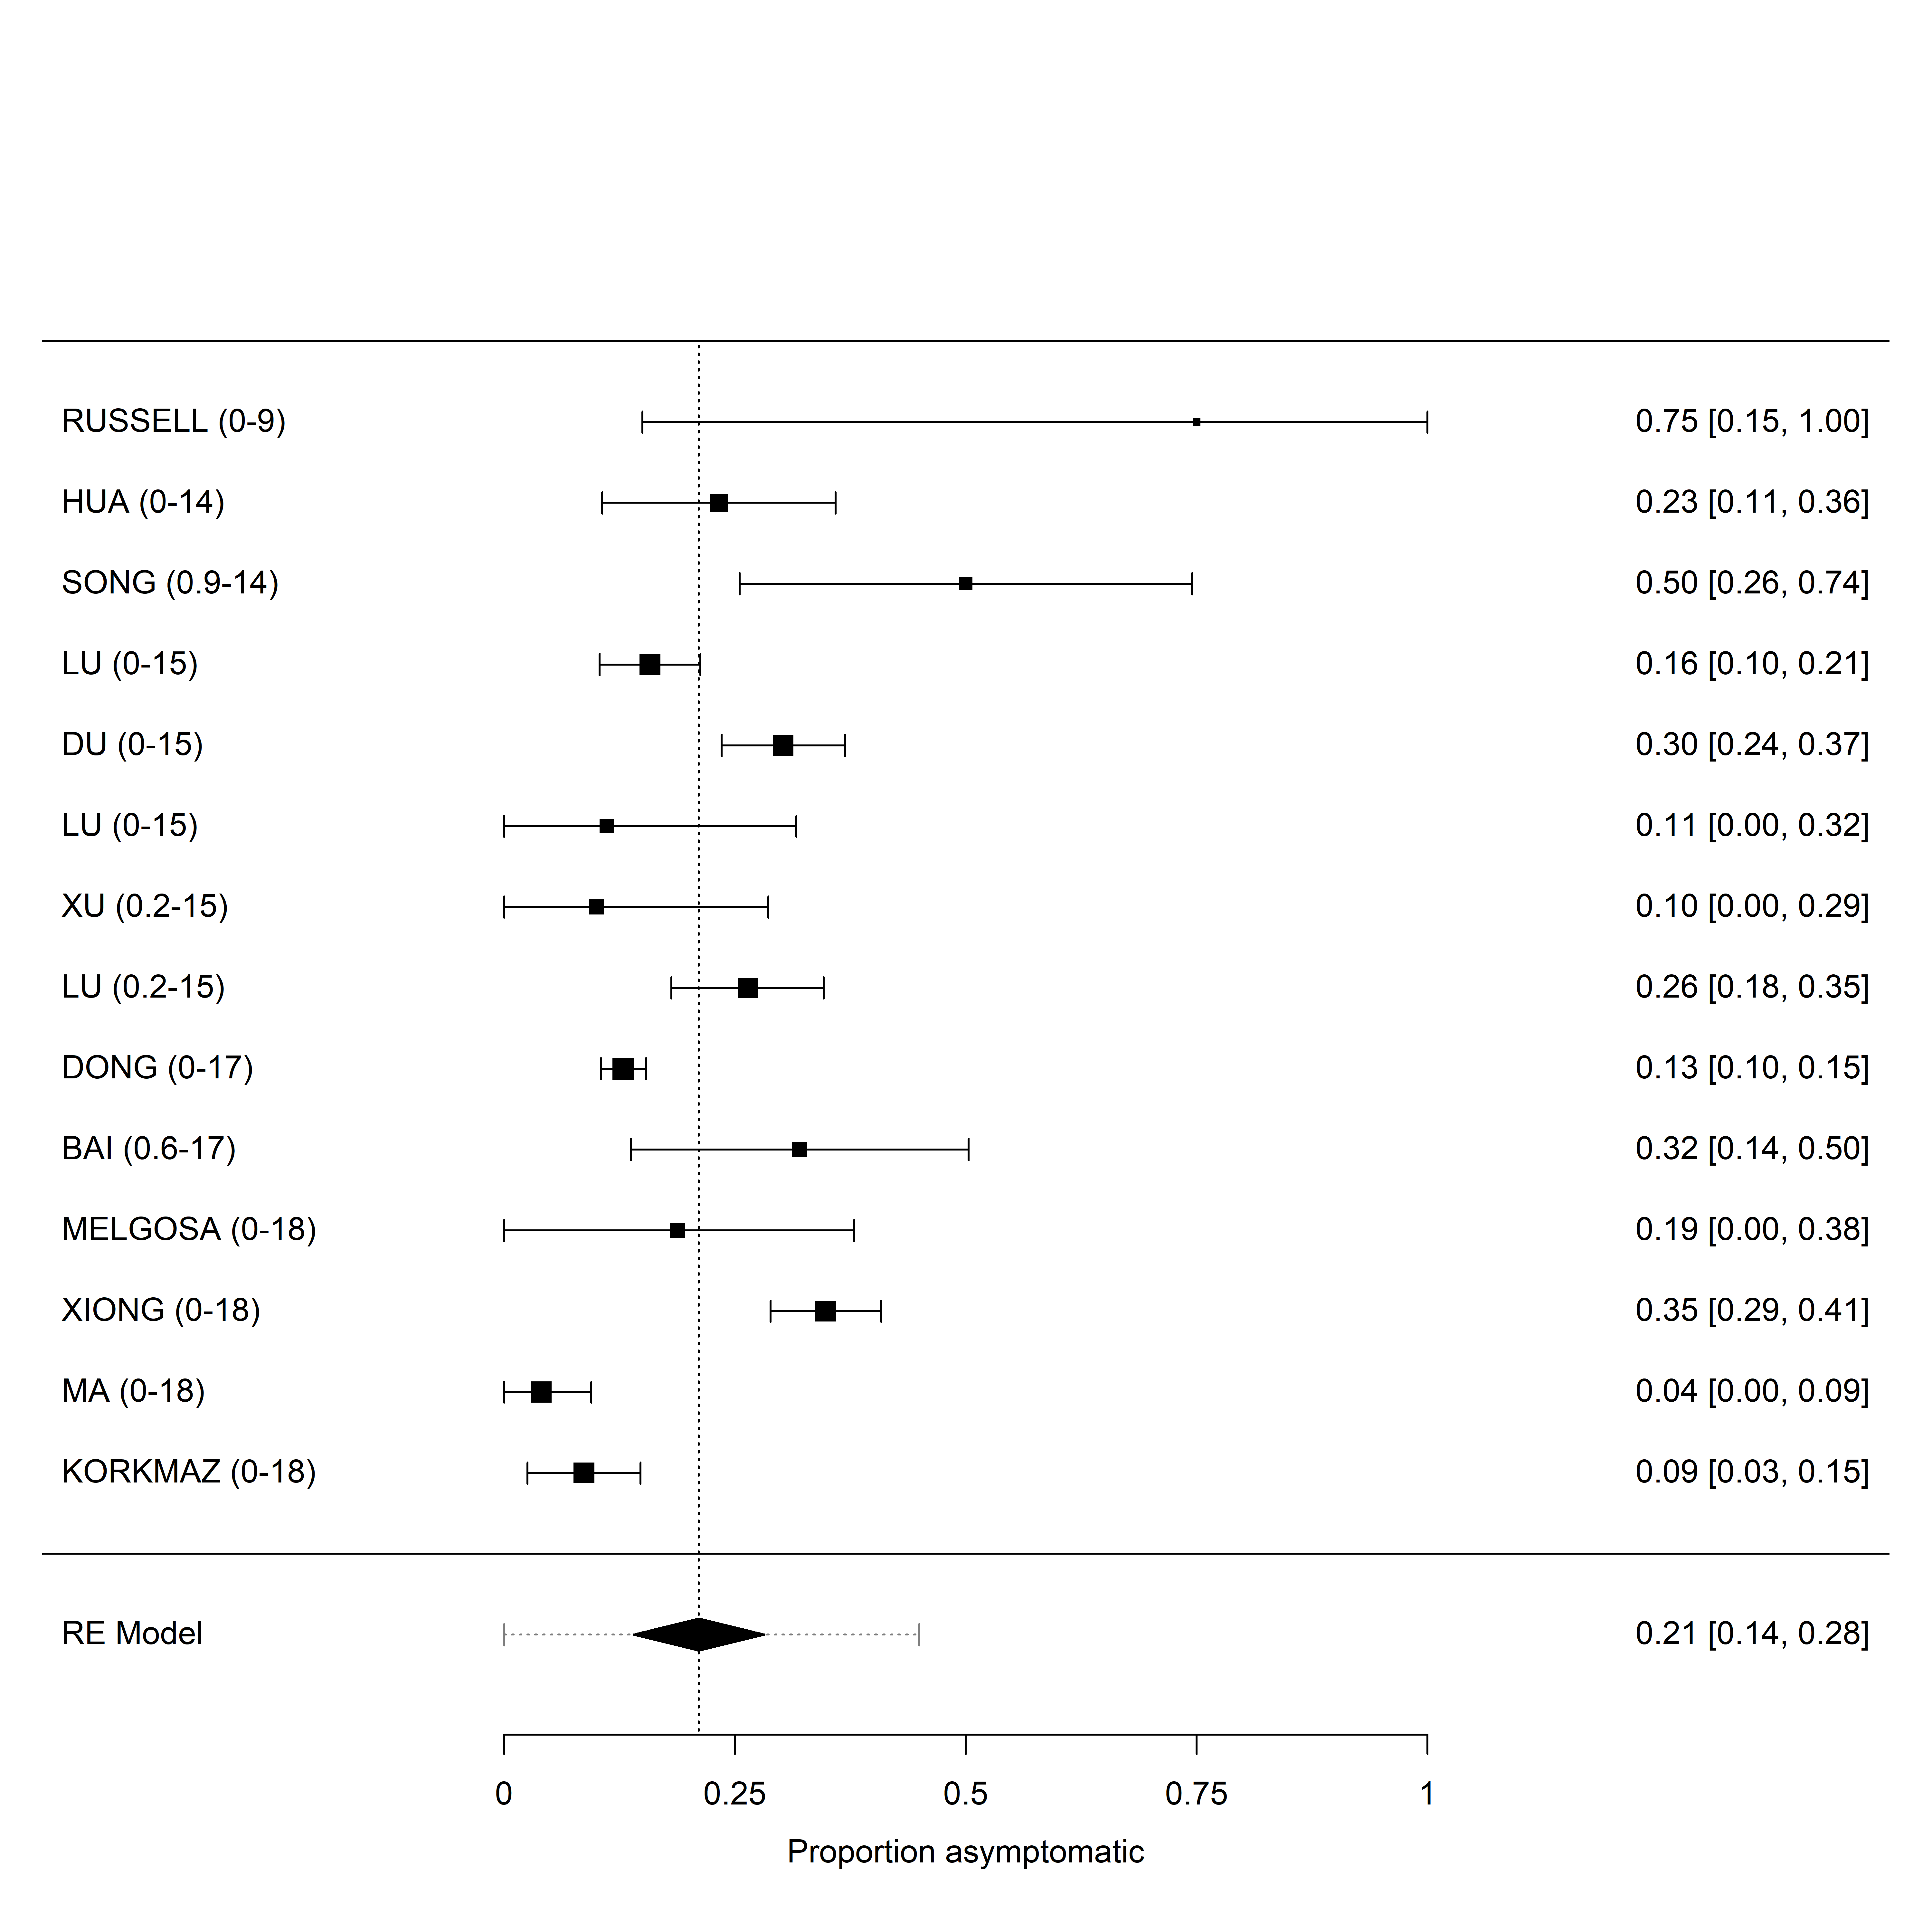 RUSSELL (0-9) 0.75 [0.15, 1.00]
HUA (0-14) 0.23 [0.11, 0.36]
SONG (0.9-14) 0.50 [0.26, 0.74]
LU (0-15) 0.16 [0.10, 0.21]
DU (0-15) 0.30 [0.24, 0.37]
LU (0-15) 0.11 [0.00, 0.32]
XU (0.2-15) 0.10 [0.00, 0.29]
LU (0.2-15) 0.26 [0.18, 0.35]
DONG (0-17) 0.13 [0.10, 0.15]
BAI (0.6-17) 0.32 [0.14, 0.50]
MELGOSA (0-18) 0.19 [0.00, 0.38]
XIONG (0-18) 0.35 [0.29, 0.41]
MA (0-18) 0.04 [0.00, 0.09]
KORKMAZ (0-18) 0.09 [0.03, 0.15]
RE Model 0.21 [0.14, 0.28]
0 0.25 0.5 0.75 1
Proportion asymptomatic